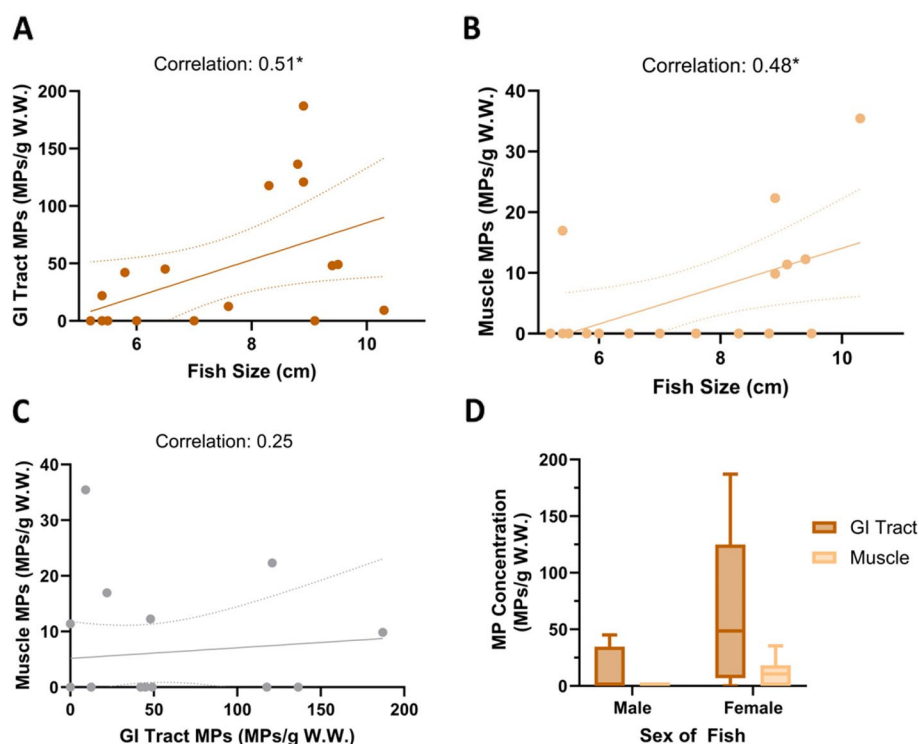 A
Correlation: 0.51*
GI Tract MPs (MPs/g W.W.)
200
150
100
50
0
6
8
10
Fish Size (cm)
B
Correlation: 0.48*
Muscle MPs (MPs/g W.W.)
40
30
20
10
0
6
8
10
Fish Size (cm)
C
Correlation: 0.25
Muscle MPs (MPs/g W.W.)
40
30
20
10
0
0
50
100
150
200
GI Tract MPs (MPs/g W.W.)
D
MP Concentration
(MPs/g W.W.)
200
150
100
50
0
Male
Female
Sex of Fish
GI Tract
Muscle